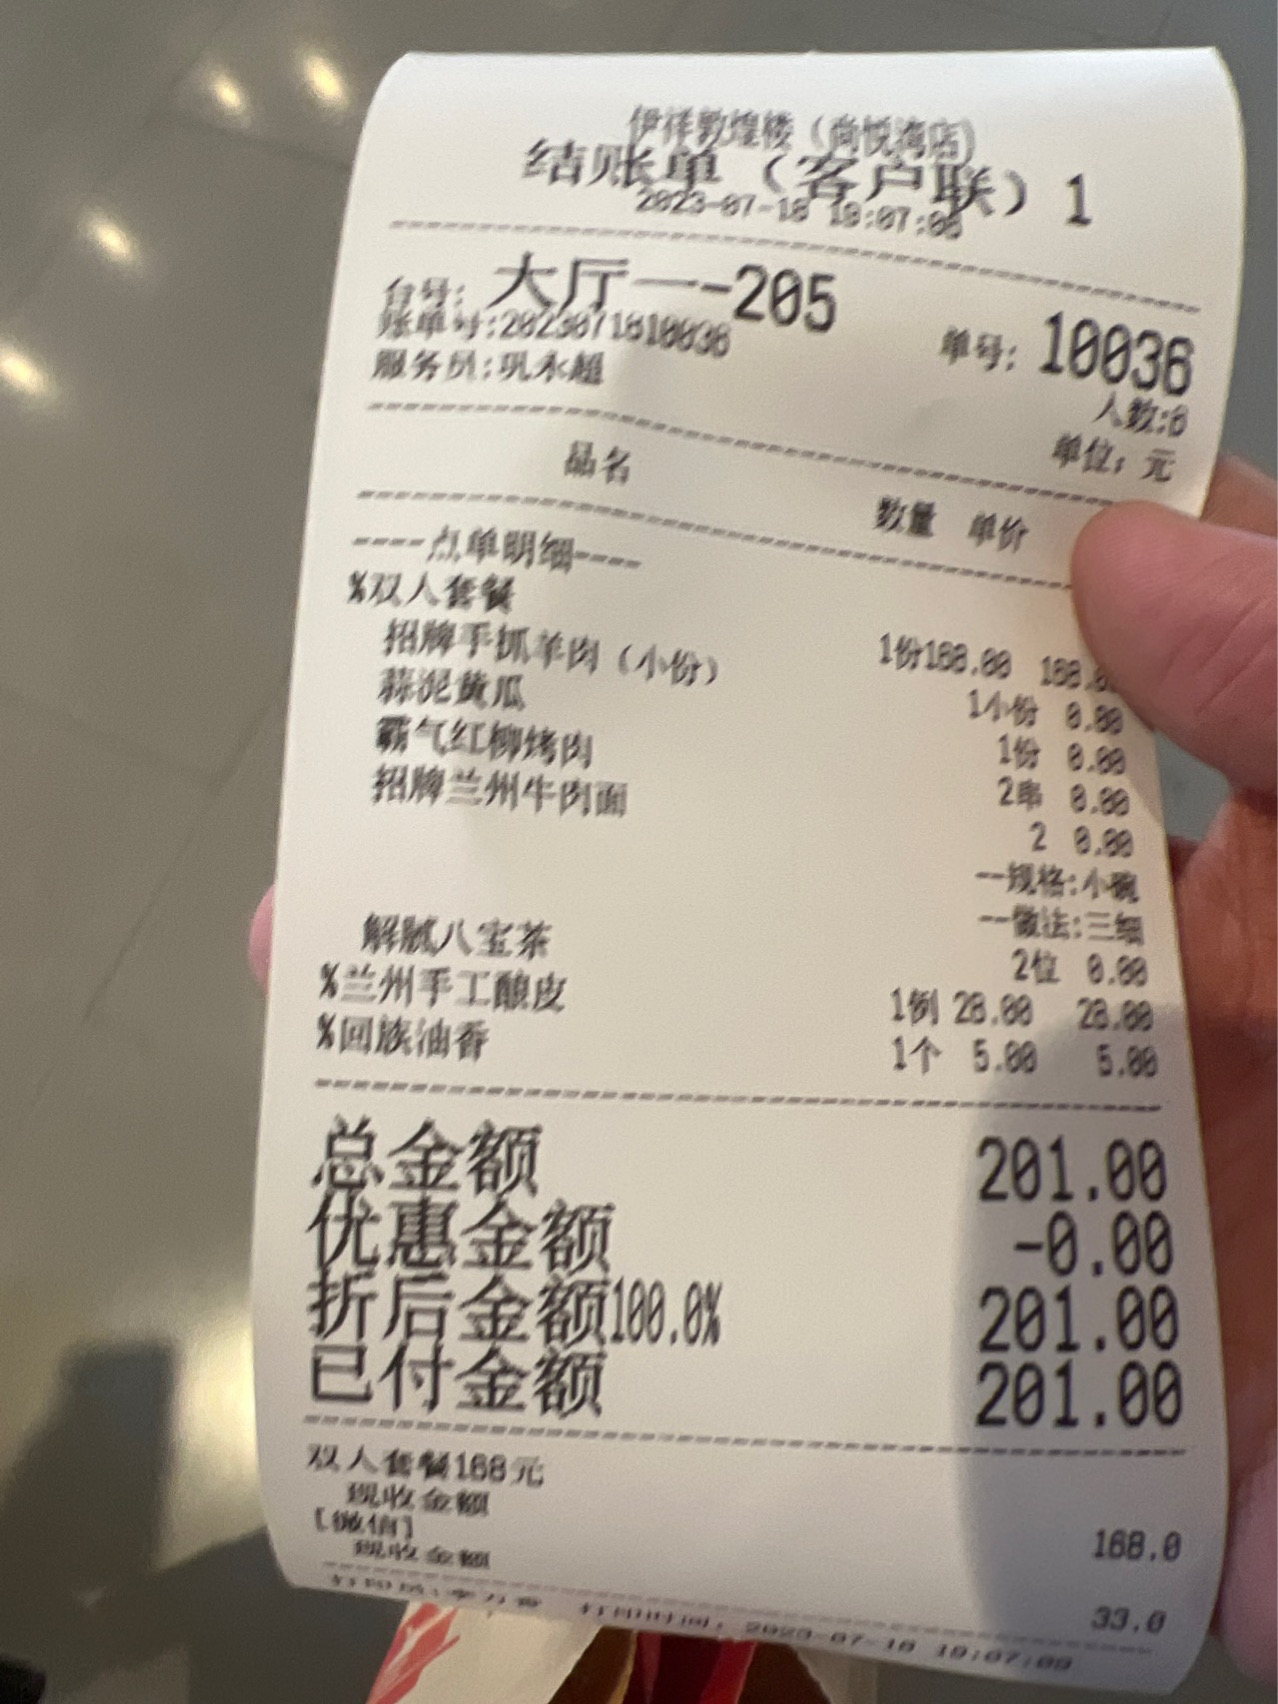 伊祥敦煌楼（尚悦湾店）
结账单（客户联）1
2023-07-18
台号：大厅一-205
单号：10036
服务员:巩永超
人数:
单位：元
品名 数量 单价
----点单明细----
%双人套餐 1份168.00 168.
招牌手抓羊肉（小份） 1小份 0.00
蒜泥黄瓜 1份 0.00
霸气红柳烤肉 2串 0.00
招牌兰州牛肉面 2 0.00
--规格:小碗
--做法:三细
解腻八宝茶 2位 0.00
%兰州手工酿皮 1例 28.00 28.00
%回族油香 1个 5.00 5.00
总金额 201.00
优惠金额 -0.00
折后金额100.0% 201.00
已付金额 201.00
双人套餐168元
现收金额 168.0
[微信]
现收金额 33.0
打印时间：2023-07-18